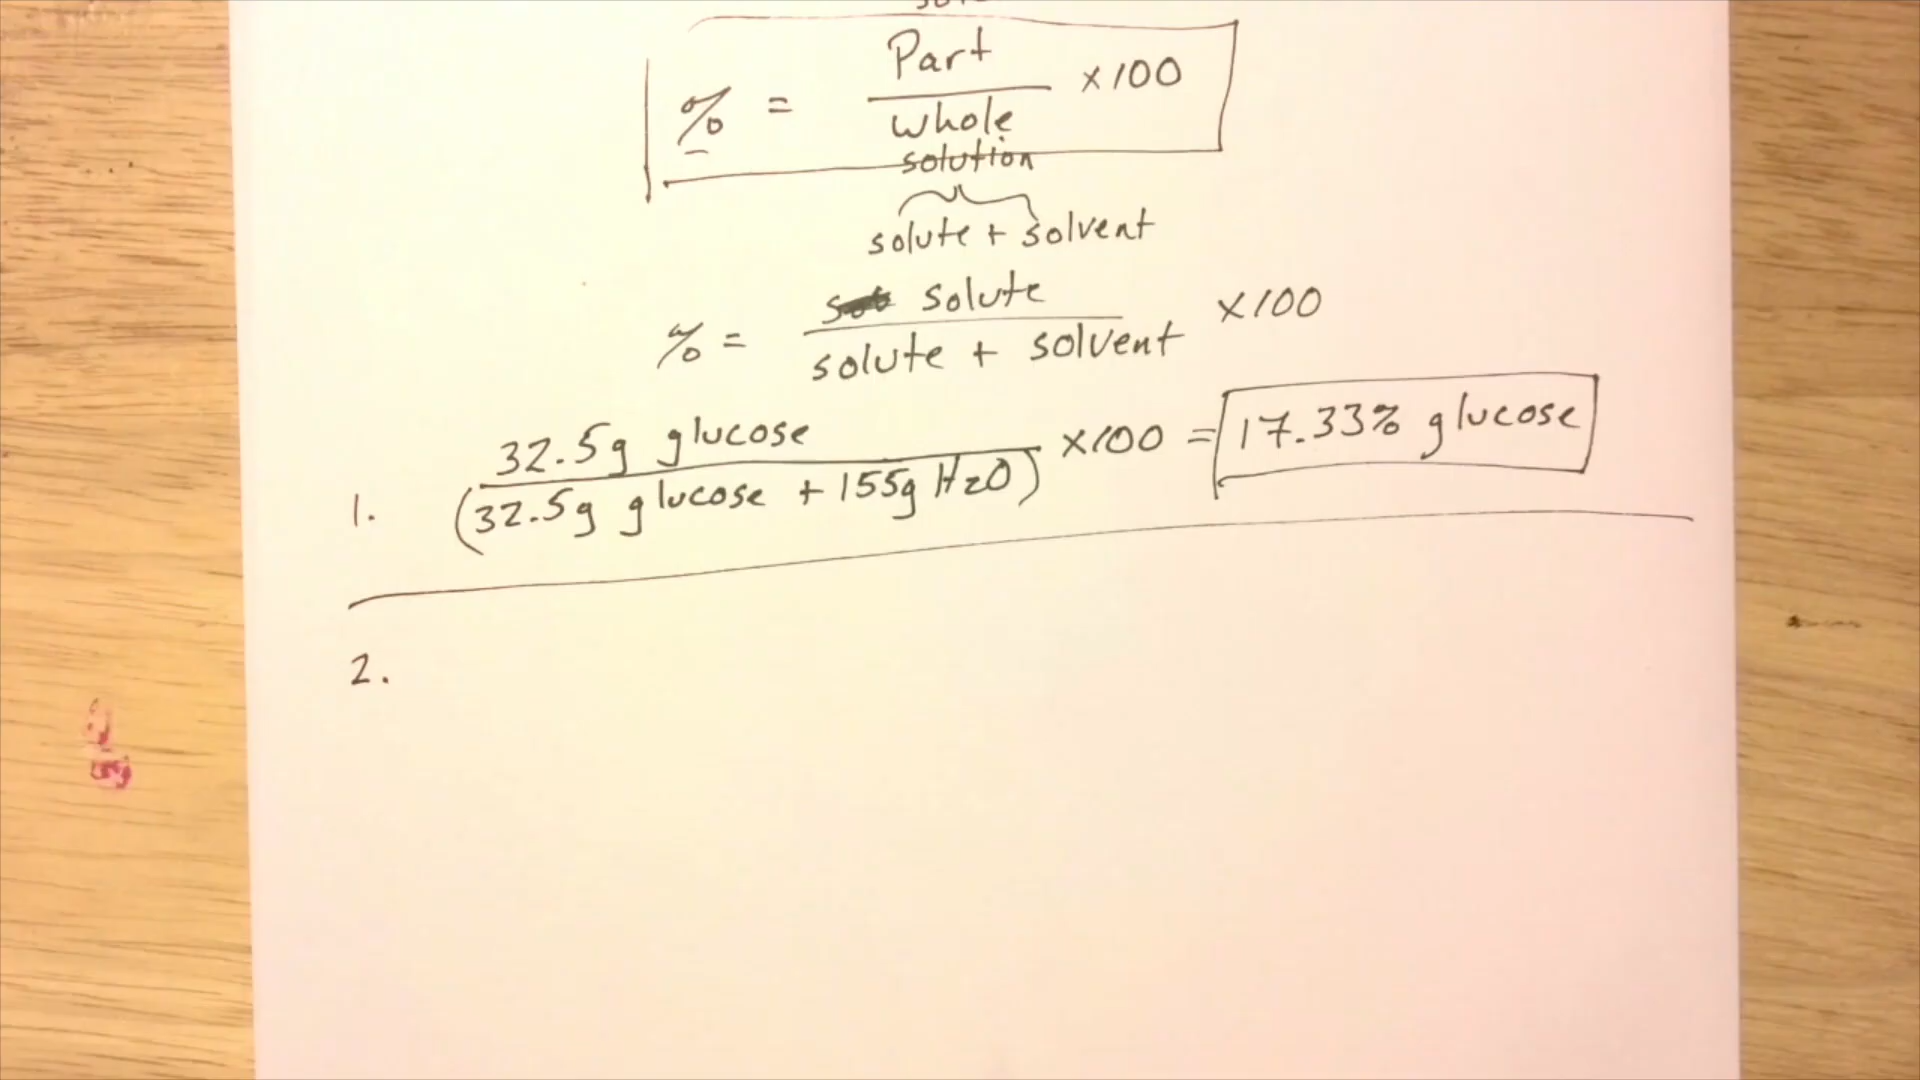 Part
% = ——— x100
whole
solution
solute + solvent
solute
% = ——— x100
solute + solvent
32.5g glucose
1. ——— x100 = 17.33% glucose
(32.5g glucose + 155g H2O)
2.